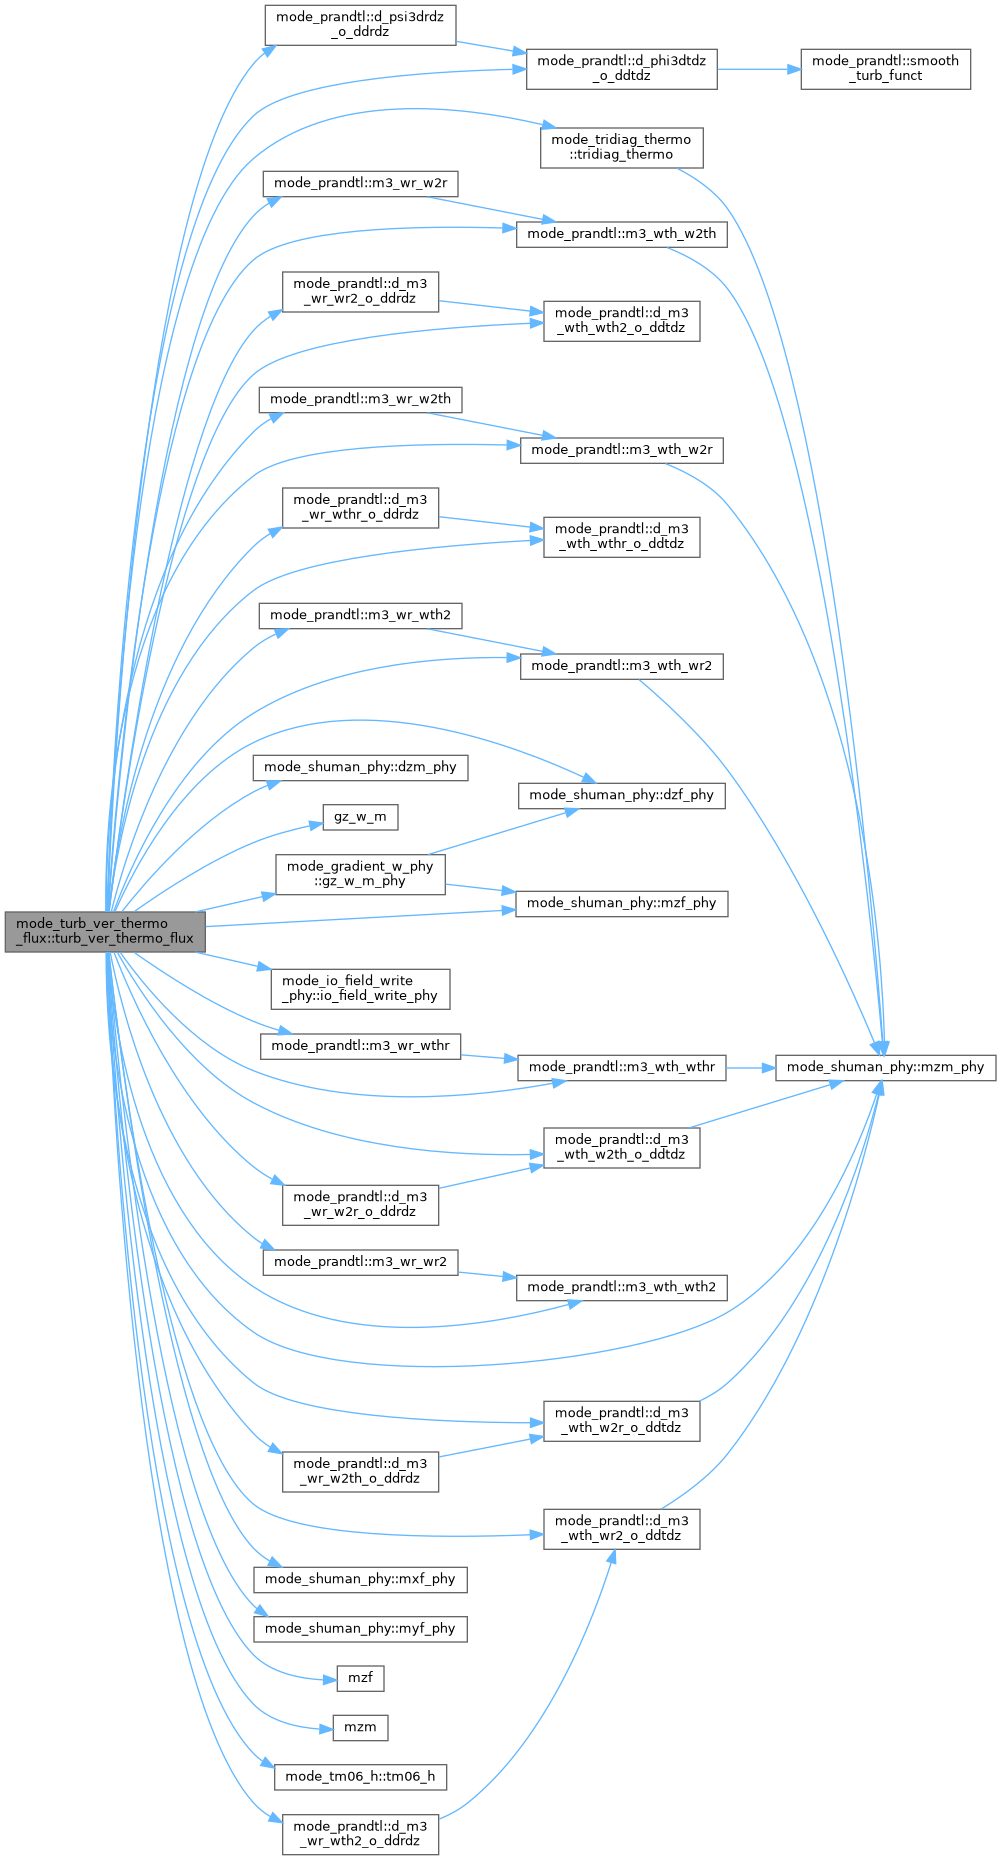 mode_prandtl::d_psi3drdz
_o_ddrdz
mode_prandtl::d_phi3dtdz
_o_ddtdz
mode_prandtl::smooth
_turb_funct
mode_tridiag_thermo
::tridiag_thermo
mode_prandtl::m3_wr_w2r
mode_prandtl::m3_wth_w2th
mode_prandtl::d_m3
_wr_wr2_o_ddrdz
mode_prandtl::d_m3
_wth_wth2_o_ddtdz
mode_prandtl::m3_wr_w2th
mode_prandtl::m3_wth_w2r
mode_prandtl::d_m3
_wr_wthr_o_ddrdz
mode_prandtl::d_m3
_wth_wthr_o_ddtdz
mode_prandtl::m3_wr_wth2
mode_prandtl::m3_wth_wr2
mode_shuman_phy::dzm_phy
mode_shuman_phy::dzf_phy
gz_w_m
mode_gradient_w_phy
::gz_w_m_phy
mode_shuman_phy::mzf_phy
mode_turb_ver_thermo
_flux::turb_ver_thermo_flux
mode_io_field_write
_phy::io_field_write_phy
mode_prandtl::m3_wr_wthr
mode_prandtl::m3_wth_wthr
mode_shuman_phy::mzm_phy
mode_prandtl::d_m3
_wth_w2th_o_ddtdz
mode_prandtl::d_m3
_wr_w2r_o_ddrdz
mode_prandtl::m3_wr_wr2
mode_prandtl::m3_wth_wth2
mode_prandtl::d_m3
_wth_w2r_o_ddtdz
mode_prandtl::d_m3
_wr_w2th_o_ddrdz
mode_prandtl::d_m3
_wth_wr2_o_ddtdz
mode_shuman_phy::mxf_phy
mode_shuman_phy::myf_phy
mzf
mzm
mode_tm06_h::tm06_h
mode_prandtl::d_m3
_wr_wth2_o_ddrdz